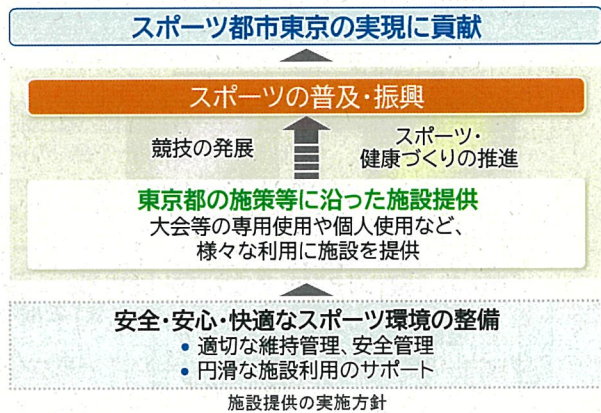 スポーツ都市東京の実現に貢献
スポーツの普及・振興
競技の発展
スポーツ・
健康づくりの推進
東京都の施策等に沿った施設提供
大会等の専用使用や個人使用など、
様々な利用に施設を提供
安全・安心・快適なスポーツ環境の整備
• 適切な維持管理、安全管理
• 円滑な施設利用のサポート
施設提供の実施方針